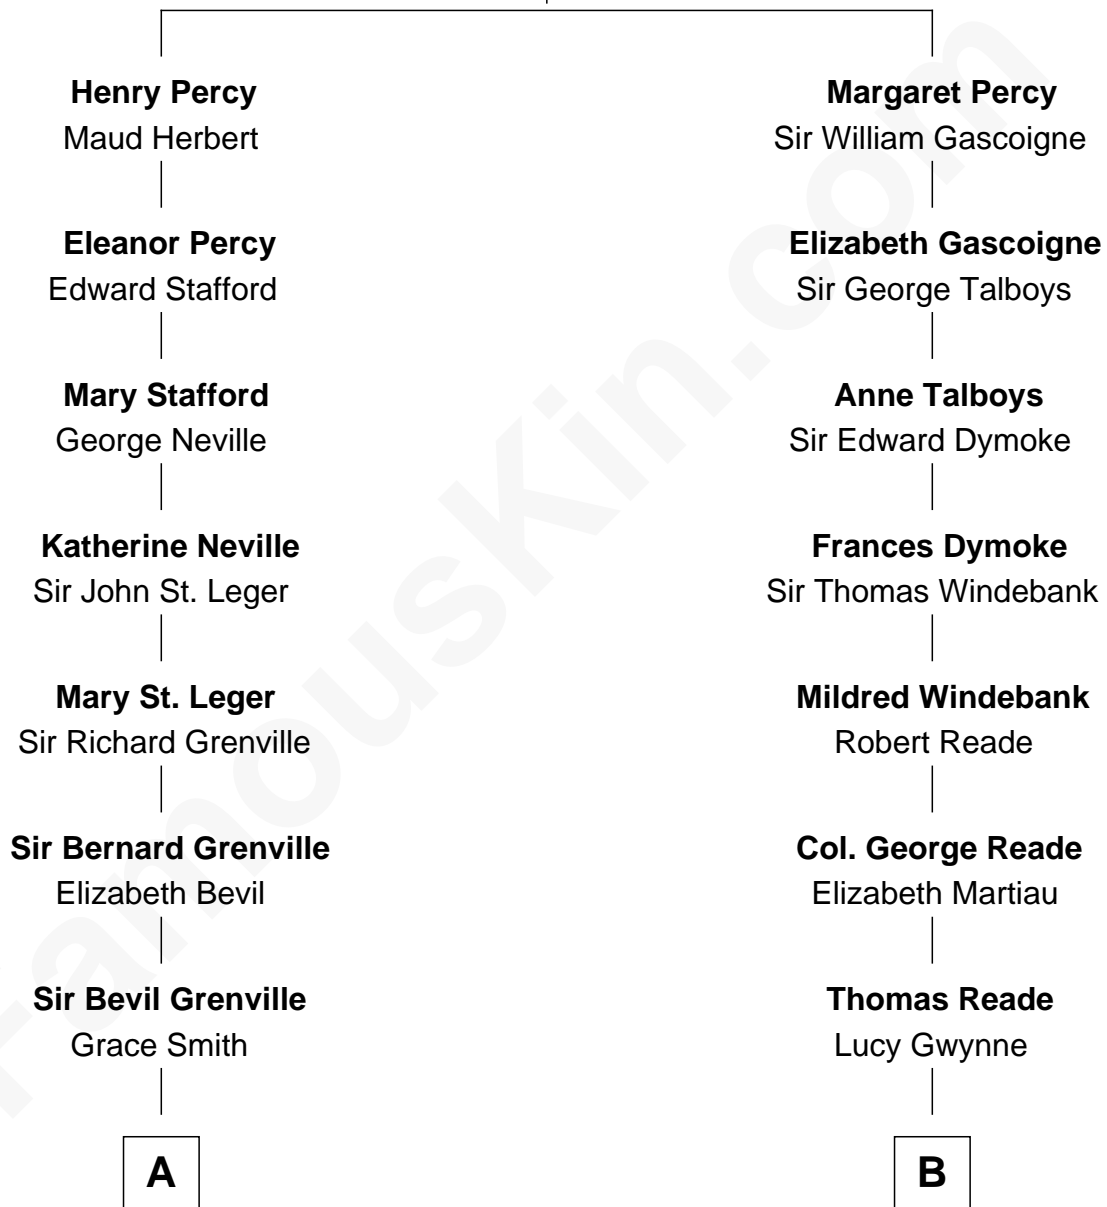 Henry Percy
Maud Herbert
Eleanor Percy
Edward Stafford
Mary Stafford
George Neville
Katherine Neville
Sir John St. Leger
Mary St. Leger
Sir Richard Grenville
Sir Bernard Grenville
Elizabeth Bevil
Sir Bevil Grenville
Grace Smith
A
Margaret Percy
Sir William Gascoigne
Elizabeth Gascoigne
Sir George Talboys
Anne Talboys
Sir Edward Dymoke
Frances Dymoke
Sir Thomas Windebank
Mildred Windebank
Robert Reade
Col. George Reade
Elizabeth Martiau
Thomas Reade
Lucy Gwynne
B
FamousKin.com